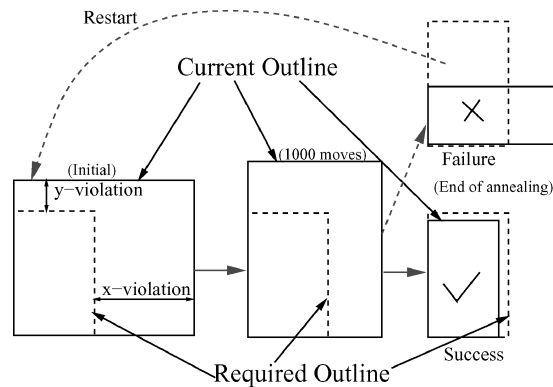 Restart
Current Outline
(Initial)
(1000 moves)
Failure
y-violation
(End of annealing)
x-violation
Required Outline
Success